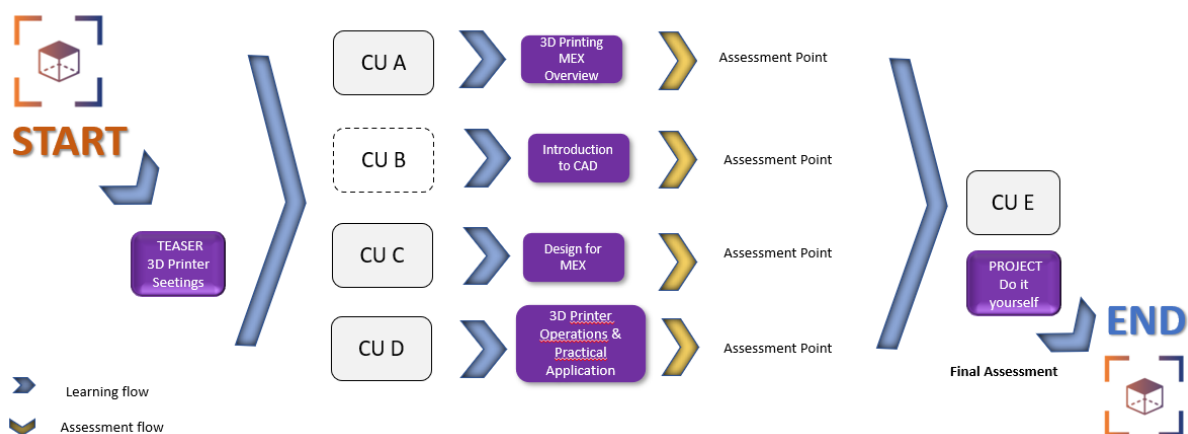 START
TEASER
3D Printer
Seetings
CU A
3D Printing
MEX
Overview
Assessment Point
CU B
Introduction
to CAD
Assessment Point
CU C
Design for
MEX
Assessment Point
CU D
3D Printer
Operations &
Practical
Application
Assessment Point
CU E
PROJECT
Do it
yourself
END
Final Assessment
Learning flow
Assessment flow